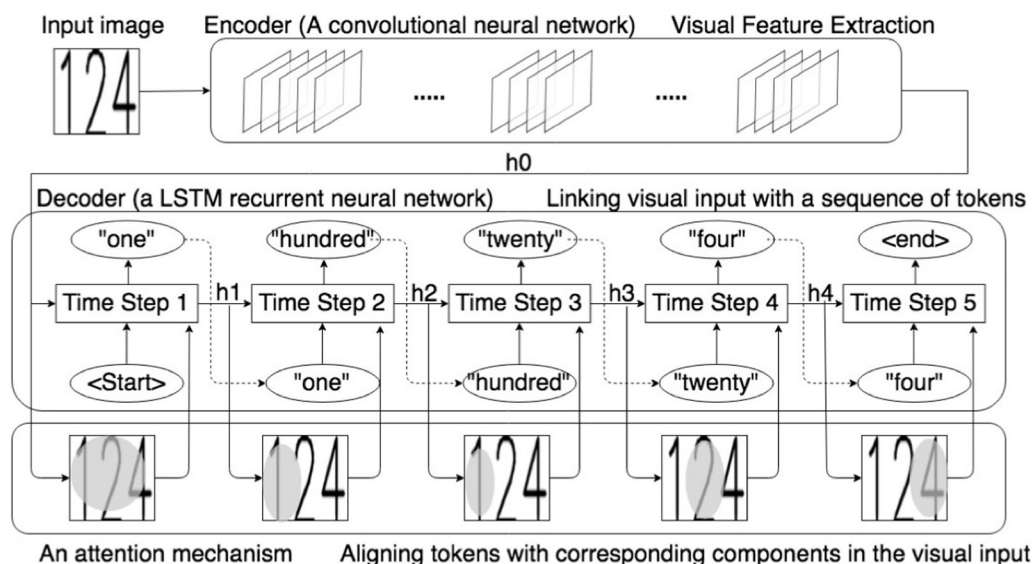 Input image
Encoder (A convolutional neural network)
Visual Feature Extraction
124
.....
.....
h0
Decoder (a LSTM recurrent neural network)
Linking visual input with a sequence of tokens
"one" "hundred" "twenty" "four" <end>
Time Step 1 h1 Time Step 2 h2 Time Step 3 h3 Time Step 4 h4 Time Step 5
<Start> "one" "hundred" "twenty" "four"
124 124 124 124 124
An attention mechanism
Aligning tokens with corresponding components in the visual input